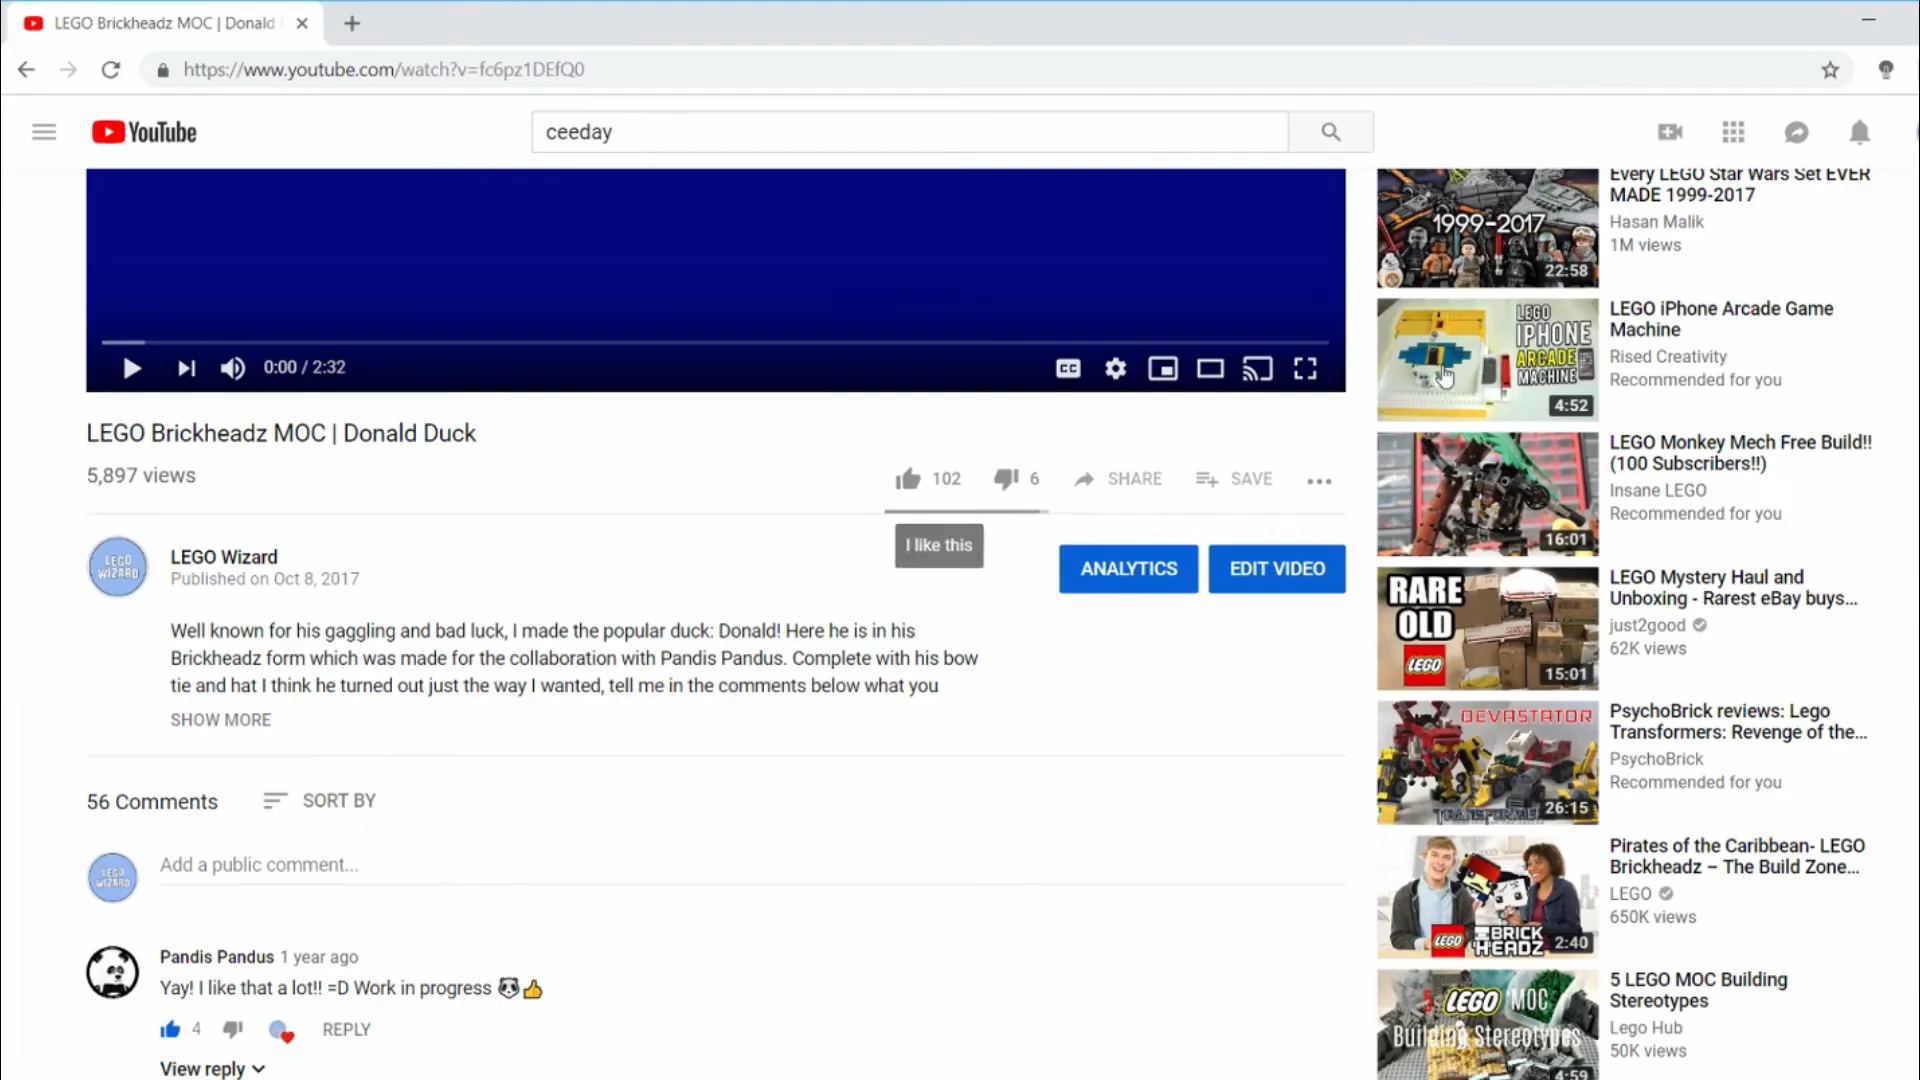 LEGO Brickheadz MOC | Donald
https://www.youtube.com/watch?v=fc6pz1DEfQ0
YouTube
ceeday
0:00 / 2:32
CC
LEGO Brickheadz MOC | Donald Duck
5,897 views
102
6
SHARE
SAVE
I like this
LEGO WIZARD
LEGO Wizard
Published on Oct 8, 2017
ANALYTICS
EDIT VIDEO
Well known for his gaggling and bad luck, I made the popular duck: Donald! Here he is in his
Brickheadz form which was made for the collaboration with Pandis Pandus. Complete with his bow
tie and hat I think he turned out just the way I wanted, tell me in the comments below what you
SHOW MORE
56 Comments
SORT BY
LEGO WIZARD
Add a public comment...
Pandis Pandus 1 year ago
Yay! I like that a lot!! =D Work in progress 🐼👍
4
REPLY
View reply
1999-2017
22:58
Every LEGO Star Wars Set EVER
MADE 1999-2017
Hasan Malik
1M views
LEGO
IPHONE
ARCADE
MACHINE
4:52
LEGO iPhone Arcade Game
Machine
Rised Creativity
Recommended for you
16:01
LEGO Monkey Mech Free Build!!
(100 Subscribers!!)
Insane LEGO
Recommended for you
RARE
OLD
LEGO
15:01
LEGO Mystery Haul and
Unboxing - Rarest eBay buys...
just2good
62K views
DEVASTATOR
TRANSFORMERS
26:15
PsychoBrick reviews: Lego
Transformers: Revenge of the...
PsychoBrick
Recommended for you
LEGO
BRICK
HEADZ
2:40
Pirates of the Caribbean- LEGO
Brickheadz – The Build Zone...
LEGO
650K views
5 LEGO MOC
Building Stereotypes
4:59
5 LEGO MOC Building
Stereotypes
Lego Hub
50K views